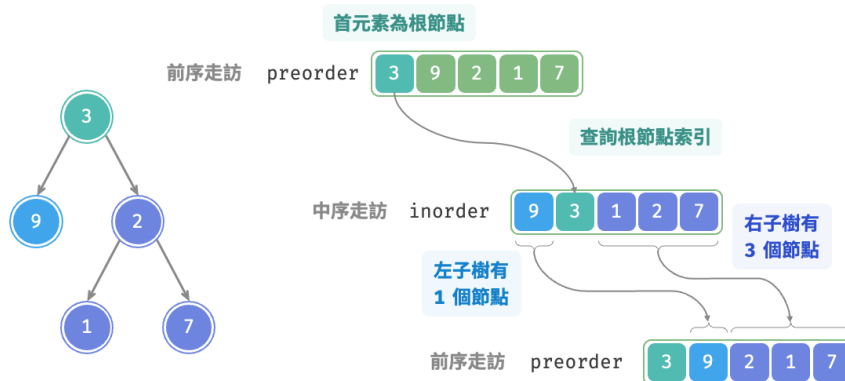 首元素為根節點
前序走訪 preorder 3 9 2 1 7
3
查詢根節點索引
9 2
中序走訪 inorder 9 3 1 2 7
右子樹有
3 個節點
左子樹有
1 個節點
1 7
前序走訪 preorder 3 9 2 1 7